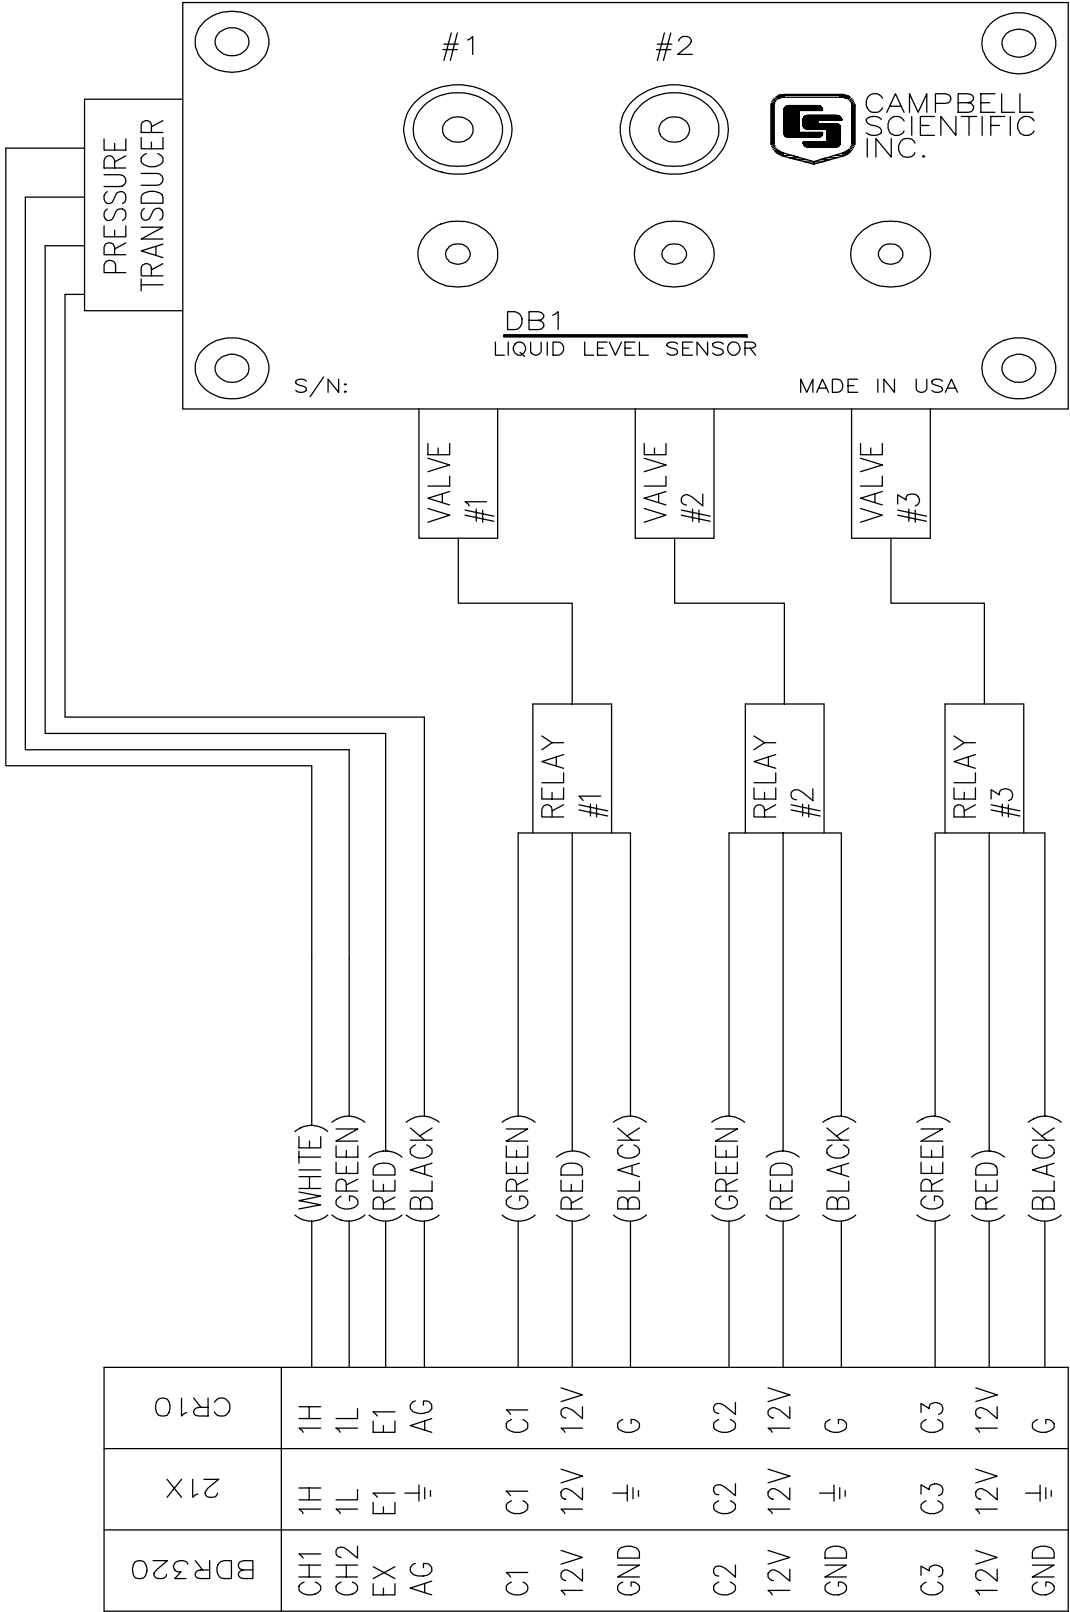 #1
#2
CAMPBELL
SCIENTIFIC
INC.
PRESSURE
TRANSDUCER
DB1
LIQUID LEVEL SENSOR
S/N:
MADE IN USA
VALVE
#1
VALVE
#2
VALVE
#3
RELAY
#1
RELAY
#2
RELAY
#3
(WHITE)
(GREEN)
(RED)
(BLACK)
(GREEN)
(RED)
(BLACK)
(GREEN)
(RED)
(BLACK)
(GREEN)
(RED)
(BLACK)
CR10
1H
1L
E1
AG
C1
12V
G
C2
12V
G
C3
12V
G
21X
1H
1L
E1
C1
12V
C2
12V
C3
12V
BDR320
CH1
CH2
EX
AG
C1
12V
GND
C2
12V
GND
C3
12V
GND